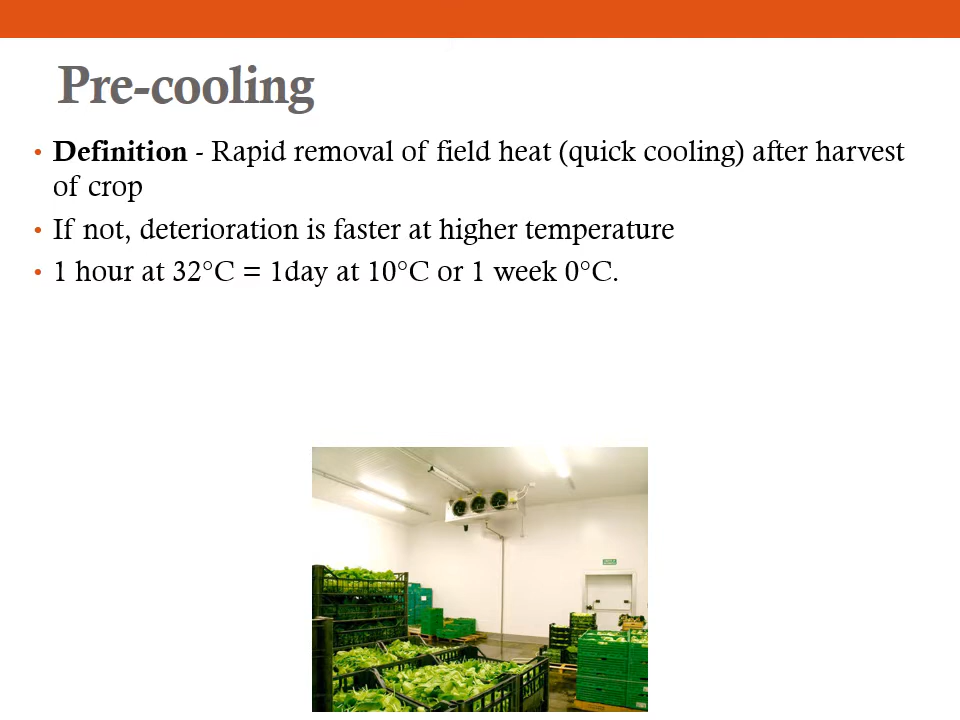 Pre-cooling
• Definition - Rapid removal of field heat (quick cooling) after harvest
of crop
• If not, deterioration is faster at higher temperature
• 1 hour at 32°C = 1day at 10°C or 1 week 0°C.